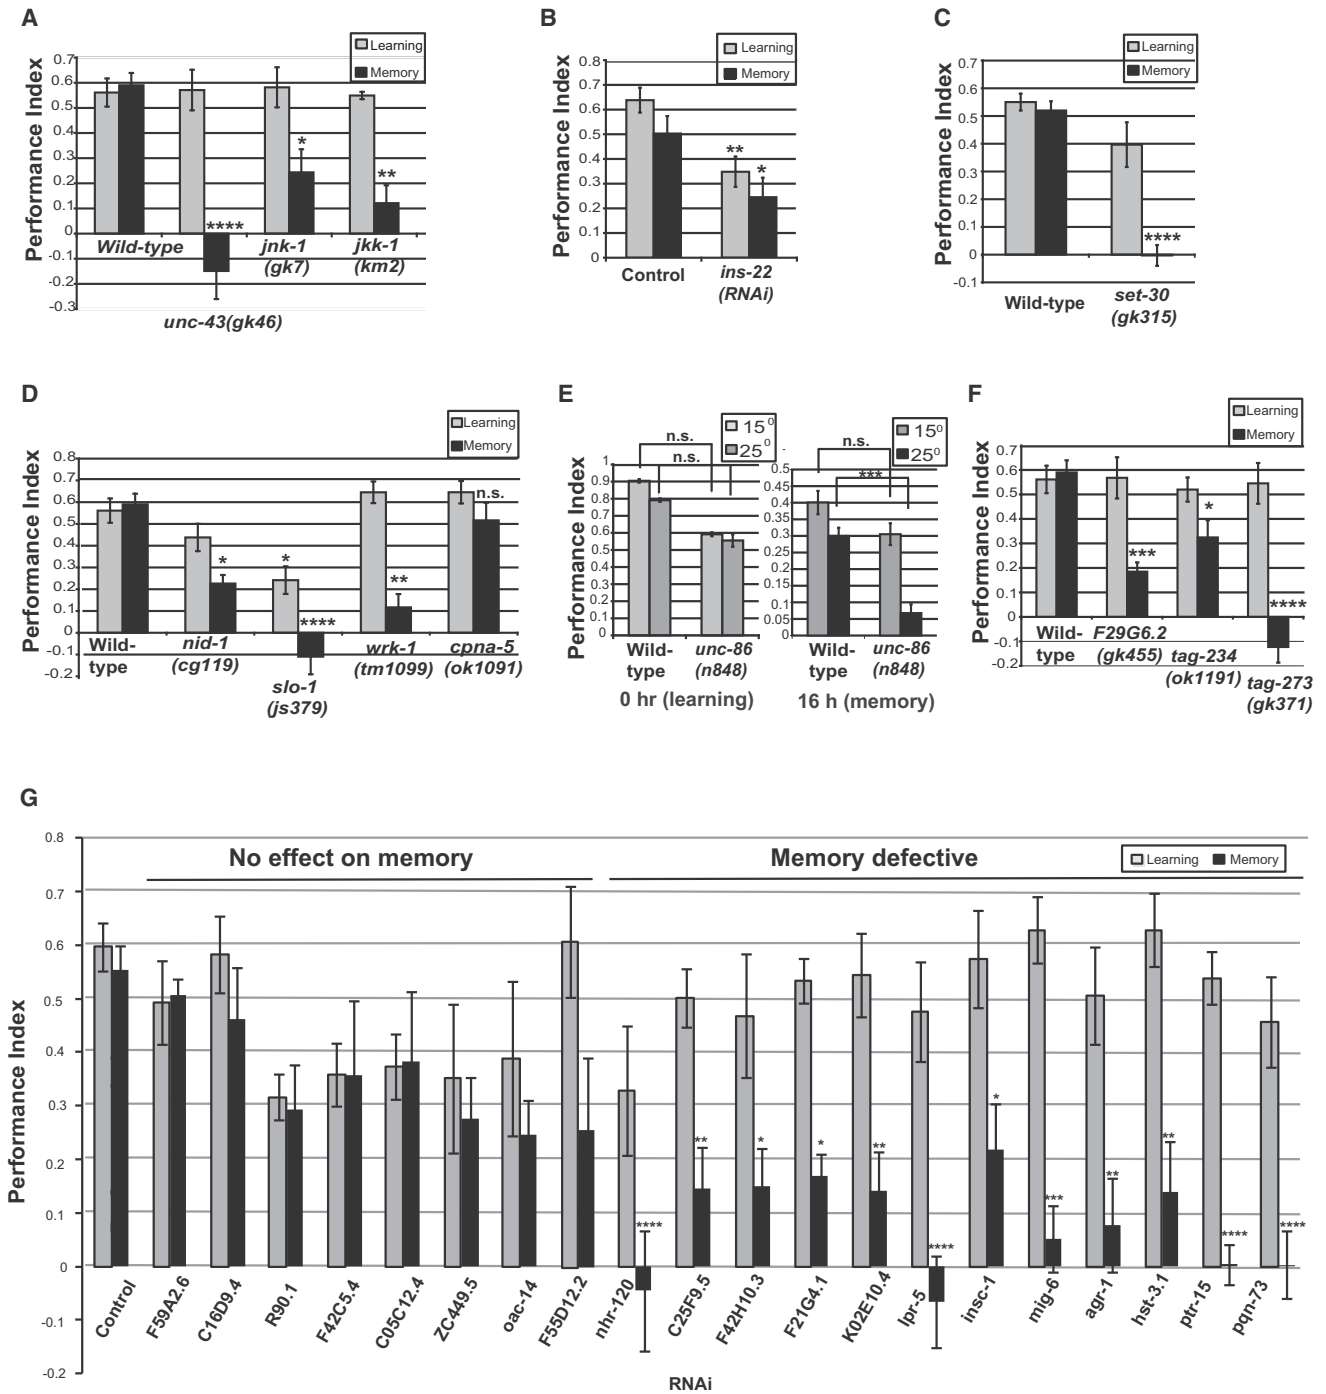 A
Learning
Memory
Performance Index
0.7
0.6
0.5
0.4
0.3
0.2
0.1
0
-0.1
-0.2
-0.3
****
*
**
Wild-type
jnk-1
(gk7)
jkk-1
(km2)
unc-43(gk46)
B
Learning
Memory
Performance Index
0.8
0.7
0.6
0.5
0.4
0.3
0.2
0.1
0
**
*
Control
ins-22
(RNAi)
C
Learning
Memory
Performance Index
0.7
0.6
0.5
0.4
0.3
0.2
0.1
0
-0.1
****
Wild-type
set-30
(gk315)
D
Learning
Memory
Performance Index
0.8
0.7
0.6
0.5
0.4
0.3
0.2
0.1
0
-0.1
-0.2
*
*
****
**
n.s.
Wild-
type
nid-1
(cg119)
slo-1
(js379)
wrk-1
(tm1099)
cpna-5
(ok1091)
E
15⁰
25⁰
n.s.
n.s.
Performance Index
1
0.9
0.8
0.7
0.6
0.5
0.4
0.3
0.2
0.1
0
Wild-
type
unc-86
(n848)
0 hr (learning)
15⁰
25⁰
n.s.
***
0.5
0.45
0.4
0.35
0.3
0.25
0.2
0.15
0.1
0.05
0
Wild-
type
unc-86
(n848)
16 h (memory)
F
Learning
Memory
Performance Index
0.7
0.6
0.5
0.4
0.3
0.2
0.1
0
-0.1
-0.2
***
*
****
Wild-
type
F29G6.2
(gk455)
tag-234
(ok1191)
tag-273
(gk371)
G
No effect on memory
Memory defective
Learning
Memory
Performance Index
0.8
0.7
0.6
0.5
0.4
0.3
0.2
0.1
0
-0.1
-0.2
****
**
*
*
**
****
*
***
**
**
****
****
Control
F59A2.6
C16D9.4
R90.1
F42C5.4
C05C12.4
ZC449.5
oac-14
F55D12.2
nhr-120
C25F9.5
F42H10.3
F21G4.1
K02E10.4
lpr-5
insc-1
mig-6
agr-1
hst-3.1
ptr-15
pqn-73
RNAi